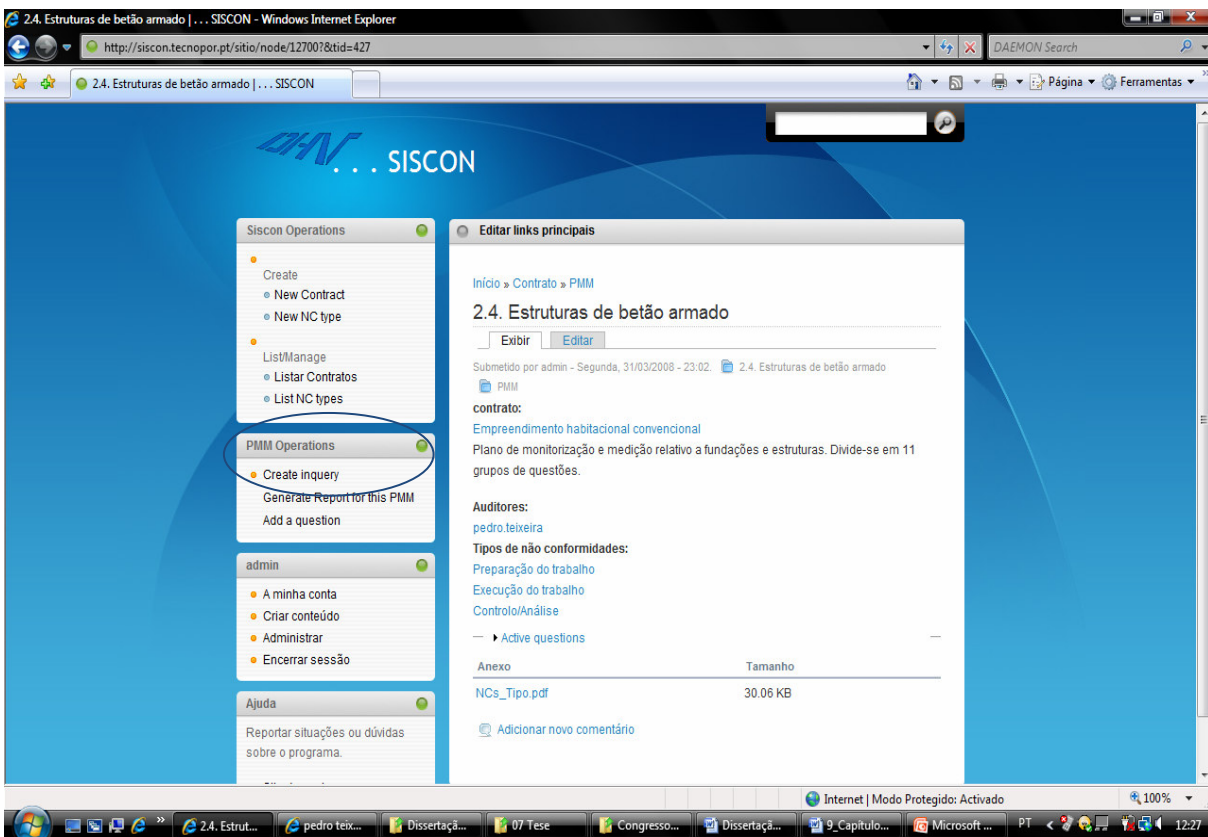 2.4. Estruturas de betão armado | . . . SISCON - Windows Internet Explorer
http://siscon.tecnopor.pt/sitio/node/12700?&tid=427
DAEMON Search
2.4. Estruturas de betão armado | . . . SISCON
Página
Ferramentas
DHV. . . SISCON
Siscon Operations
Create
New Contract
New NC type
List/Manage
Listar Contratos
List NC types
PMM Operations
Create inquery
Generate Report for this PMM
Add a question
admin
A minha conta
Criar conteúdo
Administrar
Encerrar sessão
Ajuda
Reportar situações ou dúvidas
sobre o programa.
Editar links principais
Início » Contrato » PMM
2.4. Estruturas de betão armado
Exibir Editar
Submetido por admin - Segunda, 31/03/2008 - 23:02. 2.4. Estruturas de betão armado
PMM
contrato:
Empreendimento habitacional convencional
Plano de monitorização e medição relativo a fundações e estruturas. Divide-se em 11
grupos de questões.
Auditores:
pedro.teixeira
Tipos de não conformidades:
Preparação do trabalho
Execução do trabalho
Controlo/Análise
Active questions
Anexo Tamanho
NCs_Tipo.pdf 30.06 KB
Adicionar novo comentário
Internet | Modo Protegido: Activado 100%
2.4. Estrut... pedro teix... Dissertaçã... 07 Tese Congresso... Dissertaçã... 9_Capítulo... Microsoft ... PT 12:27